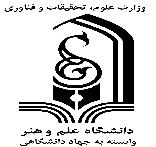 وزارت علوم، تحقیقات و فناوری
دانشگاه علم و هنر
وابسته به جهاد دانشگاهی